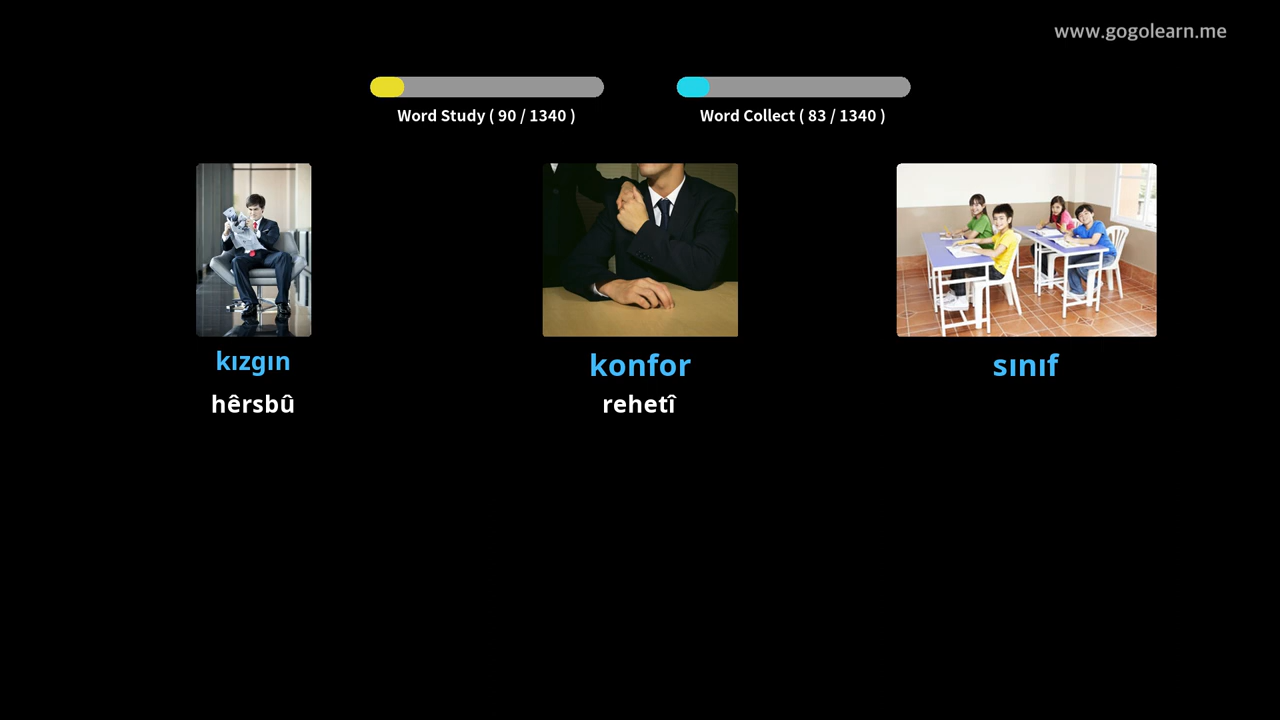 www.gogolearn.me
Word Study ( 90 / 1340 )
Word Collect ( 83 / 1340 )
kızgın
hêrsbû
konfor
rehetî
sınıf